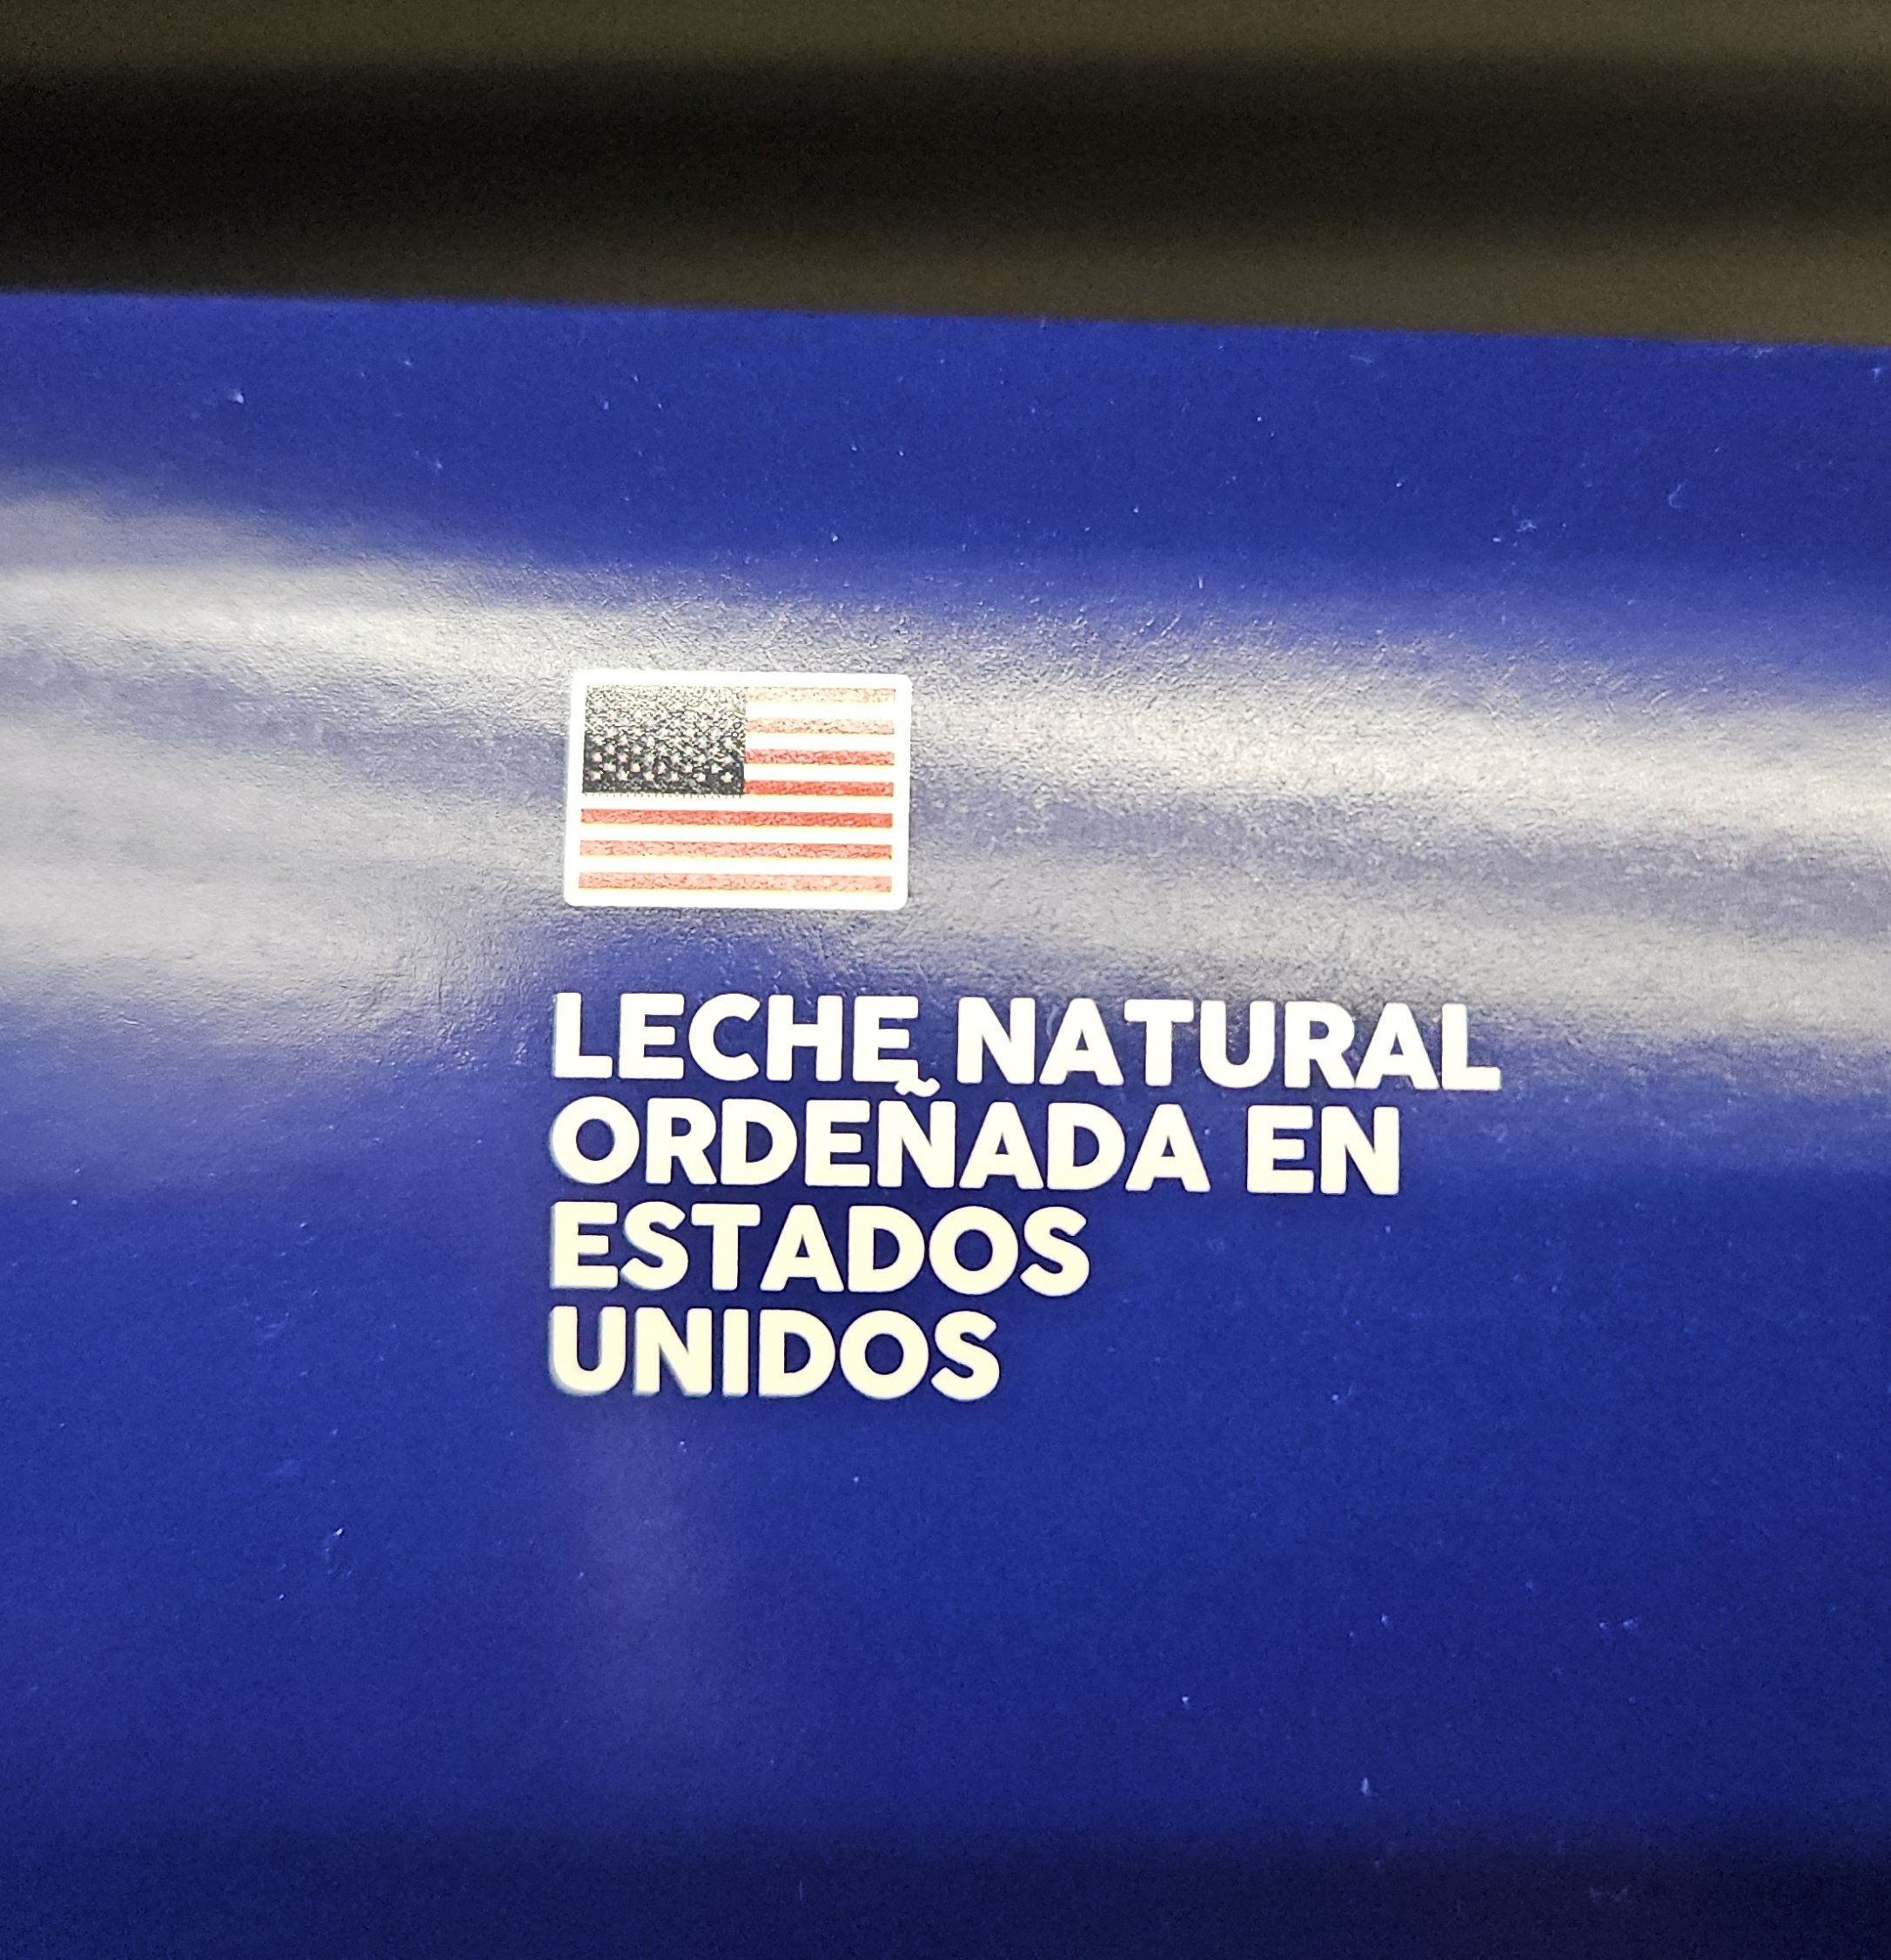 LECHE NATURAL
ORDEÑADA EN
ESTADOS
UNIDOS